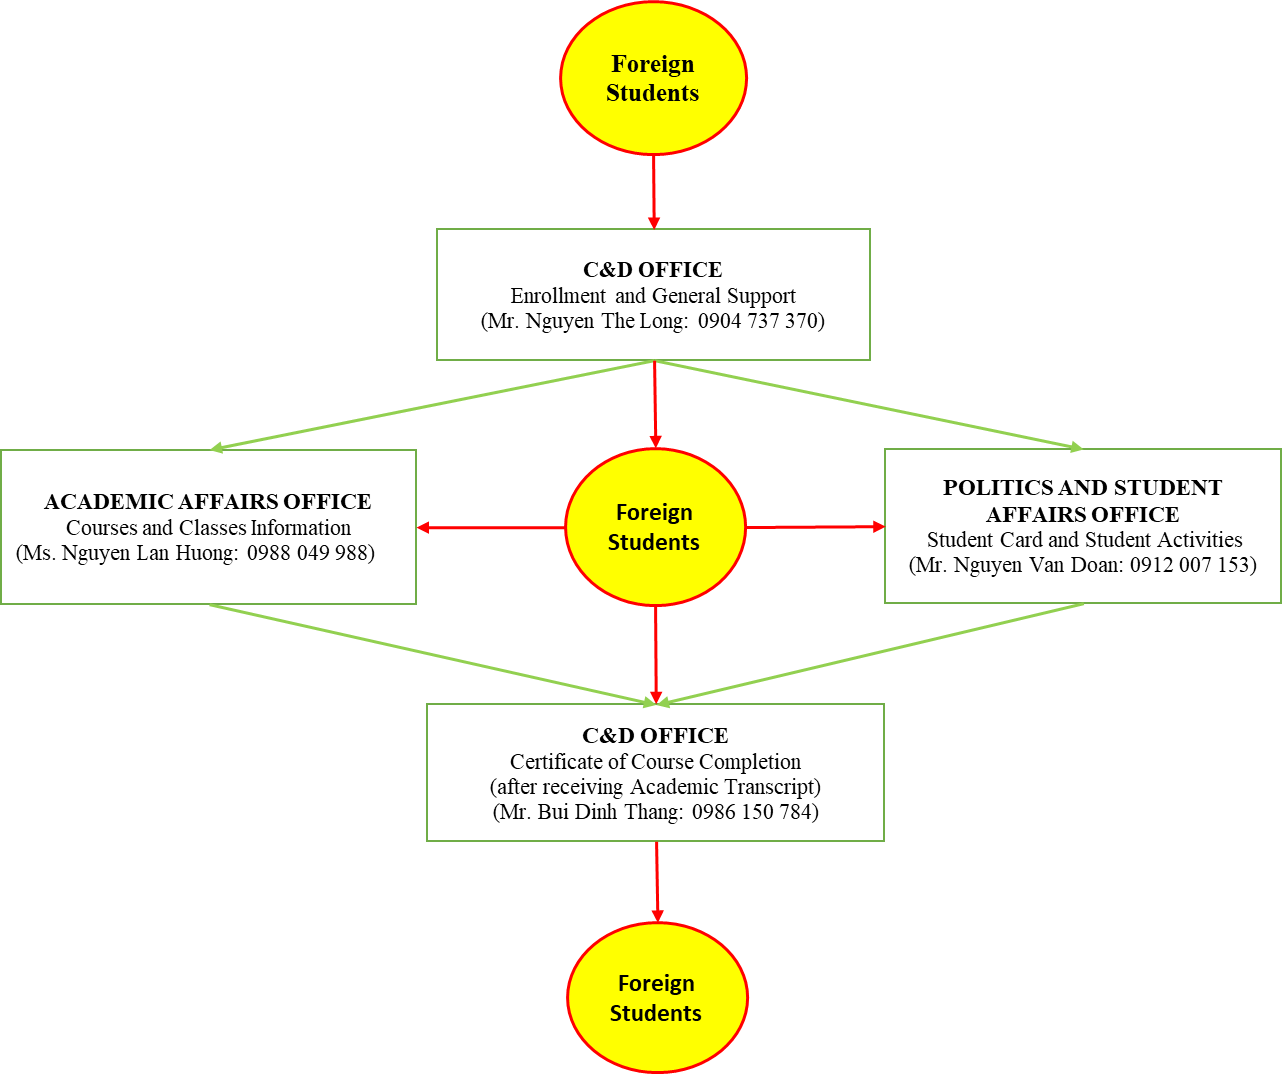 Foreign
Students
C&D OFFICE
Enrollment and General Support
(Mr. Nguyen The Long: 0904 737 370)
ACADEMIC AFFAIRS OFFICE
Courses and Classes Information
(Ms. Nguyen Lan Huong: 0988 049 988)
Foreign
Students
POLITICS AND STUDENT
AFFAIRS OFFICE
Student Card and Student Activities
(Mr. Nguyen Van Doan: 0912 007 153)
C&D OFFICE
Certificate of Course Completion
(after receiving Academic Transcript)
(Mr. Bui Dinh Thang: 0986 150 784)
Foreign
Students